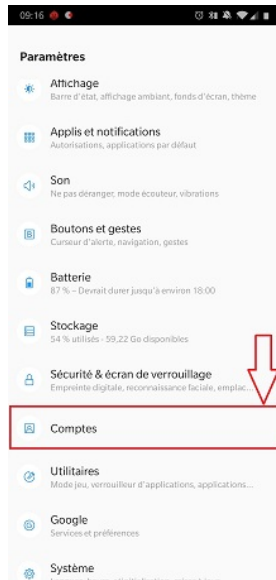 09:16
Paramètres
Affichage
Barre d'état, affichage ambiant, fonds d'écran, thème
Applis et notifications
Autorisations, applications par défaut
Son
Ne pas déranger, mode écouteur, vibrations
Boutons et gestes
Curseur d'alerte, navigation, gestes
Batterie
87 % – Devrait durer jusqu'à environ 18:00
Stockage
54 % utilisés - 59,22 Go disponibles
Sécurité & écran de verrouillage
Empreinte digitale, reconnaissance faciale, emplac...
Comptes
Utilitaires
Mode jeu, verrouilleur d'applications, applications...
Google
Services et préférences
Système